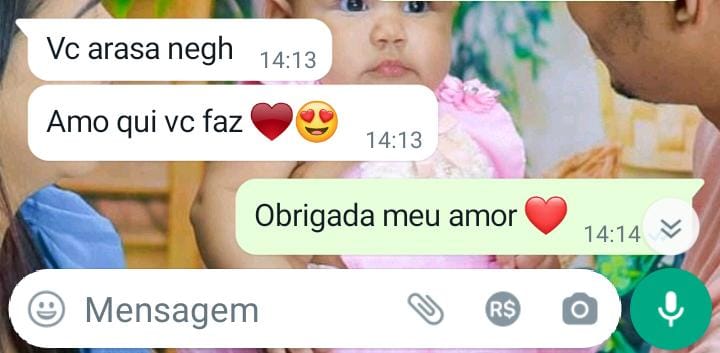 Vc arasa negh 14:13
Amo qui vc faz ❤️😍 14:13
Obrigada meu amor ❤️ 14:14
Mensagem R$